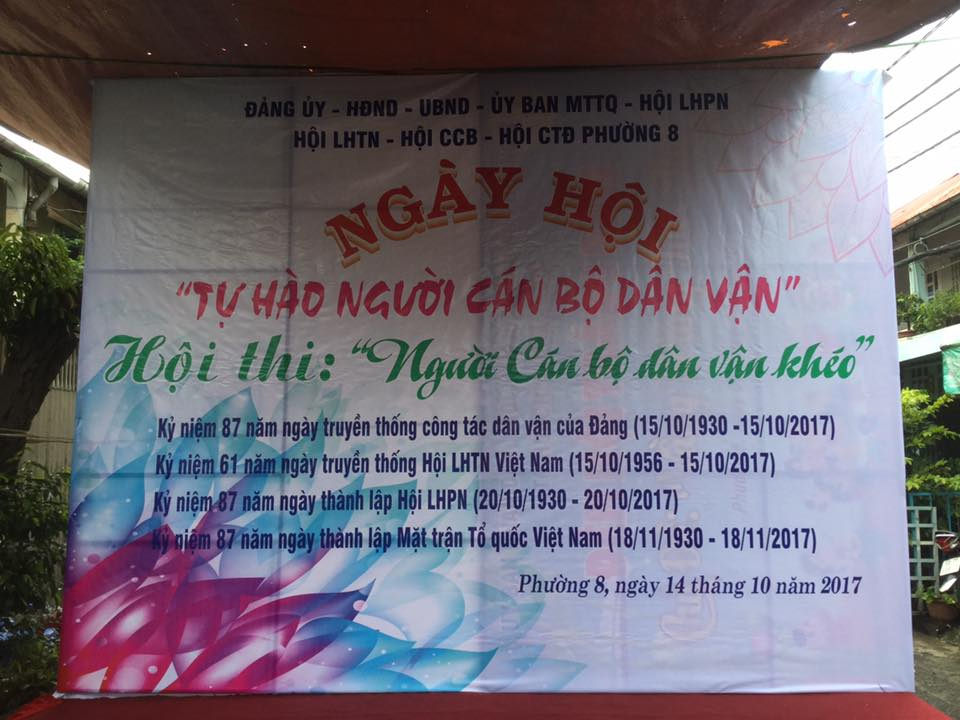 ĐẢNG ỦY - HĐND - UBND - ỦY BAN MTTQ - HỘI LHPN
HỘI LHTN - HỘI CCB - HỘI CTĐ PHƯỜNG 8
NGÀY HỘI
“TỰ HÀO NGƯỜI CÁN BỘ DÂN VẬN”
Hội thi: “Người Cán bộ dân vận khéo”
Kỷ niệm 87 năm ngày truyền thống công tác dân vận của Đảng (15/10/1930 -15/10/2017)
Kỷ niệm 61 năm ngày truyền thống Hội LHTN Việt Nam (15/10/1956 - 15/10/2017)
Kỷ niệm 87 năm ngày thành lập Hội LHPN (20/10/1930 - 20/10/2017)
Kỷ niệm 87 năm ngày thành lập Mặt trận Tổ quốc Việt Nam (18/11/1930 - 18/11/2017)
Phường 8, ngày 14 tháng 10 năm 2017